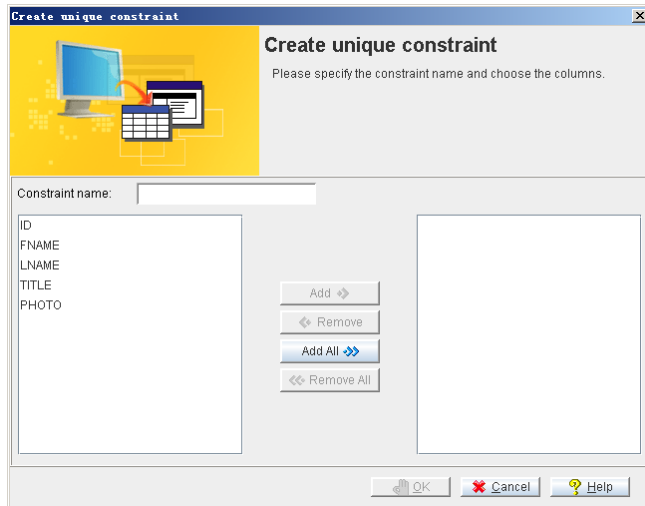 Create unique constraint
Create unique constraint
Please specify the constraint name and choose the columns.
Constraint name:
ID
FNAME
LNAME
TITLE
PHOTO
Add
Remove
Add All
Remove All
OK
Cancel
Help